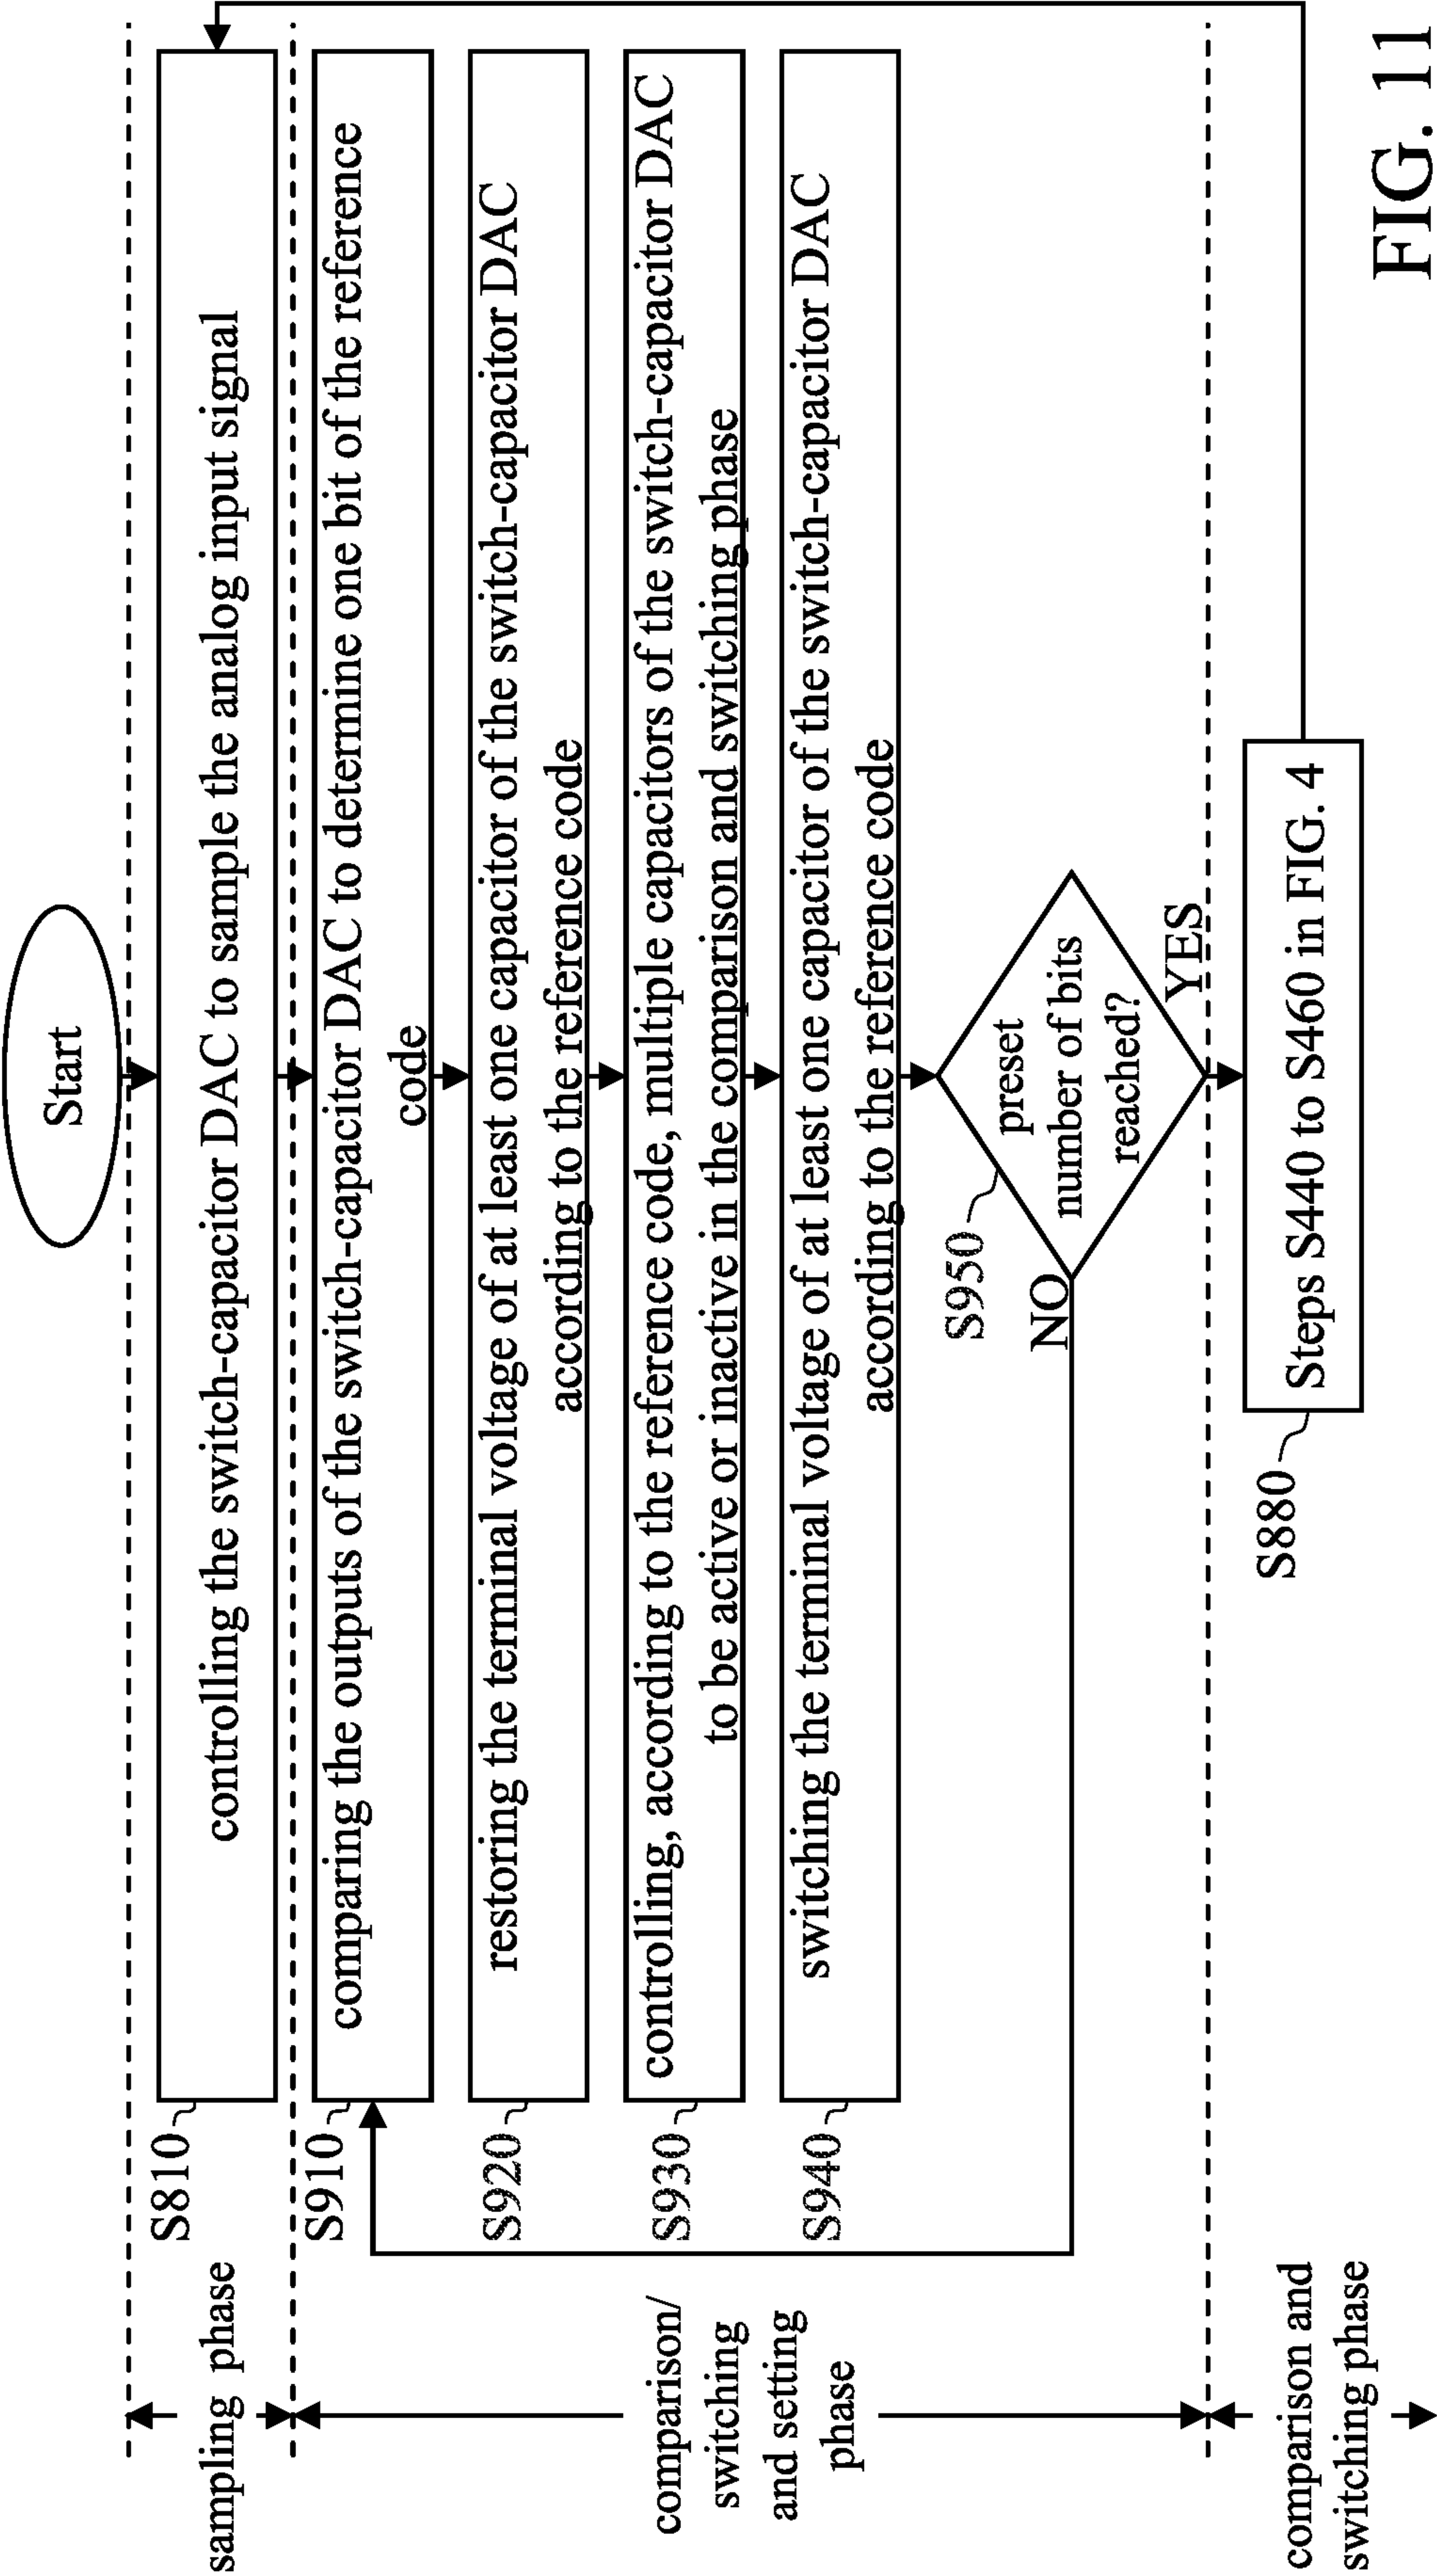 Start
sampling phase
S810
controlling the switch-capacitor DAC to sample the analog input signal
comparison/
switching
and setting
phase
S910
comparing the outputs of the switch-capacitor DAC to determine one bit of the reference
code
S920
restoring the terminal voltage of at least one capacitor of the switch-capacitor DAC
according to the reference code
S930
controlling, according to the reference code, multiple capacitors of the switch-capacitor DAC
to be active or inactive in the comparison and switching phase
S940
switching the terminal voltage of at least one capacitor of the switch-capacitor DAC
according to the reference code
S950
preset
number of bits
reached?
NO
YES
comparison and
switching phase
S880
Steps S440 to S460 in FIG. 4
FIG. 11